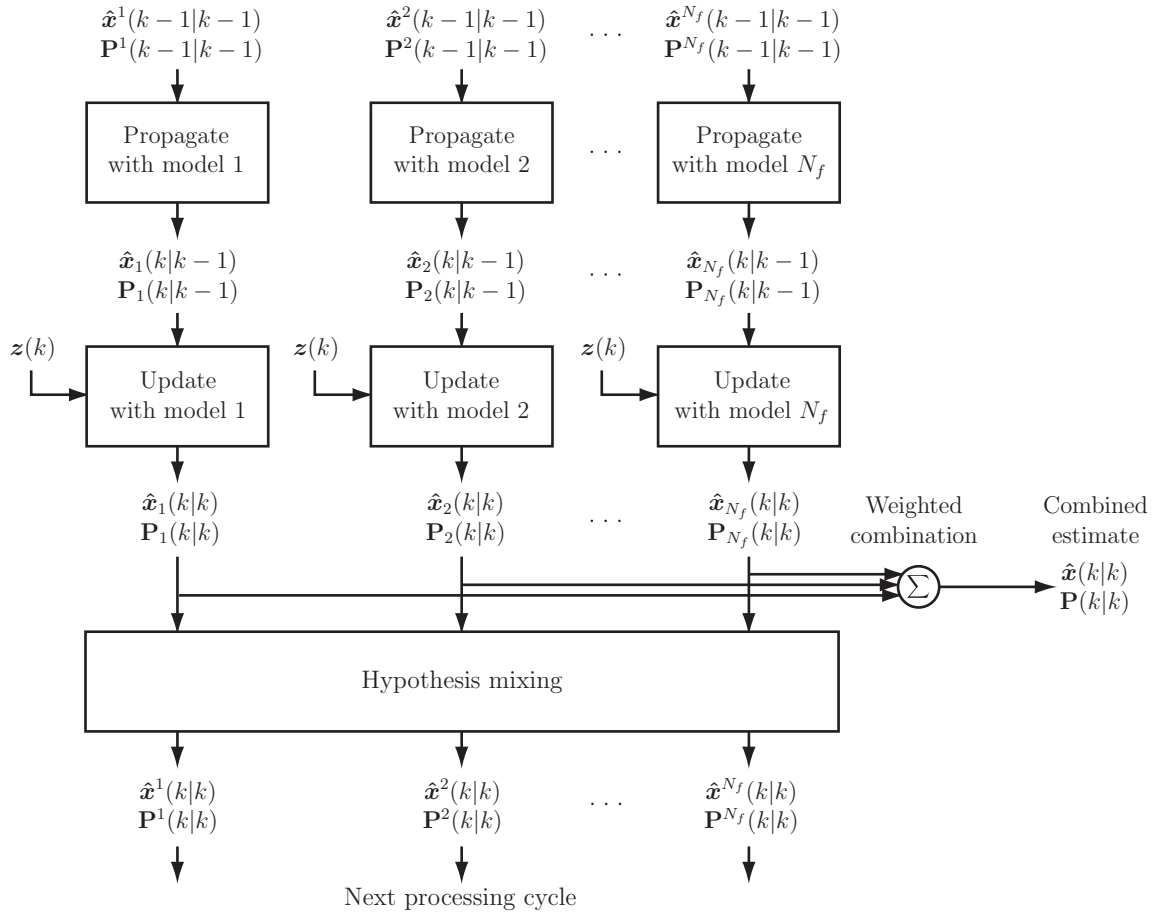 x̂¹(k − 1|k − 1) x̂²(k − 1|k − 1) . . . x̂^{N_f}(k − 1|k − 1)
P¹(k − 1|k − 1) P²(k − 1|k − 1) P^{N_f}(k − 1|k − 1)
Propagate Propagate . . . Propagate
with model 1 with model 2 with model N_f
x̂₁(k|k − 1) x̂₂(k|k − 1) . . . x̂_{N_f}(k|k − 1)
P₁(k|k − 1) P₂(k|k − 1) P_{N_f}(k|k − 1)
z(k) z(k) z(k)
Update Update Update
with model 1 with model 2 with model N_f
x̂₁(k|k) x̂₂(k|k) . . . x̂_{N_f}(k|k)
P₁(k|k) P₂(k|k) P_{N_f}(k|k)
Weighted
combination
Combined
estimate
∑
x̂(k|k)
P(k|k)
Hypothesis mixing
x̂¹(k|k) x̂²(k|k) . . . x̂^{N_f}(k|k)
P¹(k|k) P²(k|k) P^{N_f}(k|k)
Next processing cycle